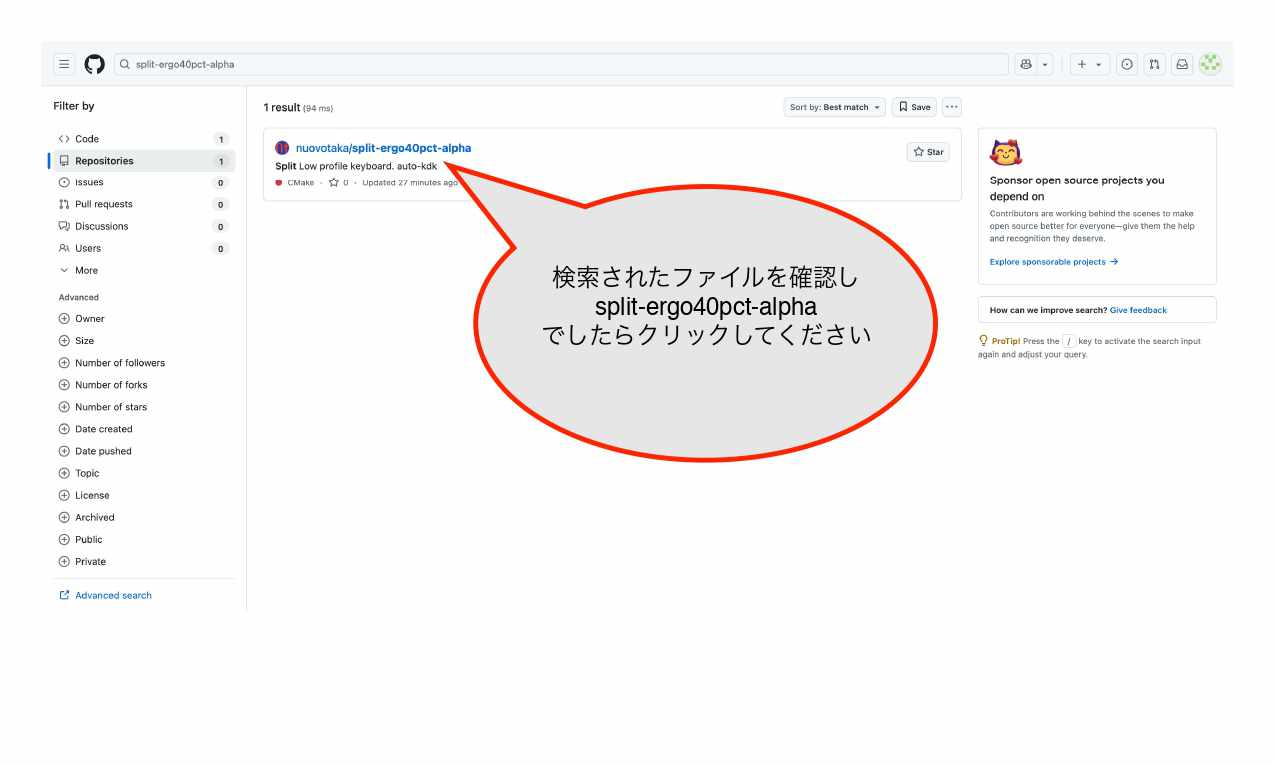 split-ergo40pct-alpha
Filter by
Code 1
Repositories 1
Issues 0
Pull requests 0
Discussions 0
Users 0
More
Advanced
Owner
Size
Number of followers
Number of forks
Number of stars
Date created
Date pushed
Topic
License
Archived
Public
Private
Advanced search
1 result (94 ms)
Sort by: Best match
Save
nuovotaka/split-ergo40pct-alpha
Star
Split Low profile keyboard. auto-kdk
CMake · 0 · Updated 27 minutes ago
検索されたファイルを確認し
split-ergo40pct-alpha
でしたらクリックしてください
Sponsor open source projects you
depend on
Contributors are working behind the scenes to make
open source better for everyone—give them the help
and recognition they deserve.
Explore sponsorable projects →
How can we improve search? Give feedback
ProTip! Press the / key to activate the search input
again and adjust your query.